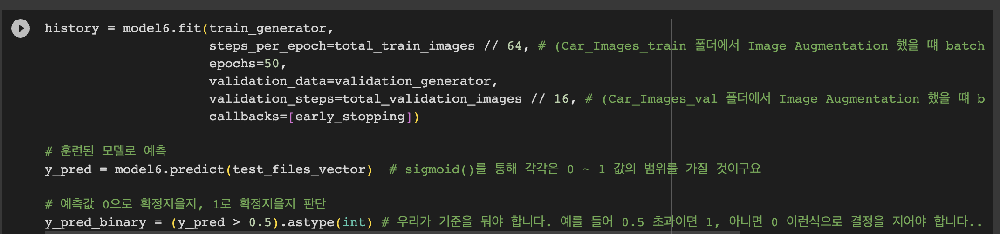 history = model6.fit(train_generator,
steps_per_epoch=total_train_images // 64, # (Car_Images_train 폴더에서 Image Augmentation 했을 떄 batch
epochs=50,
validation_data=validation_generator,
validation_steps=total_validation_images // 16, # (Car_Images_val 폴더에서 Image Augmentation 했을 떄 b
callbacks=[early_stopping])
# 훈련된 모델로 예측
y_pred = model6.predict(test_files_vector)  # sigmoid()를 통해 각각은 0 ~ 1 값의 범위를 가질 것이구요
# 예측값 0으로 확정지을지, 1로 확정지을지 판단
y_pred_binary = (y_pred > 0.5).astype(int) # 우리가 기준을 둬야 합니다. 예를 들어 0.5 초과이면 1, 아니면 0 이런식으로 결정을 지어야 합니다..